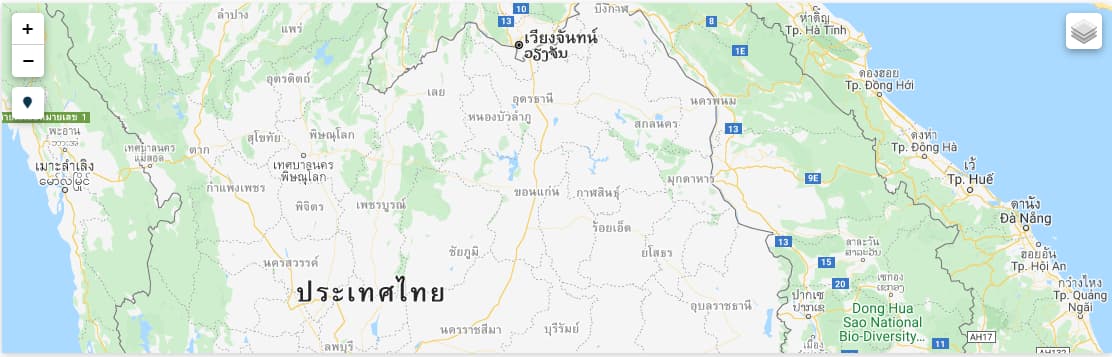 +
−
ลำปาง
แพร่
อุตรดิตถ์
เลย
10
13
เวียงจันทน์
ວຽງຈັນ
บึงกาฬ
8
1E
ห่าติ๋ญ
Tp. Hà Tĩnh
ดองฮอย
Tp. Đồng Hới
อุดรธานี
หนองบัวลำภู
สกลนคร
นครพนม
13
หมายเลข 1
พะอาน
ဘားအံ
เมาะลำเลิง
မော်လမြိုင်
เทศบาลนคร
แม่สอด
ตาก
สุโขทัย
พิษณุโลก
เทศบาลนคร
พิษณุโลก
กำแพงเพชร
พิจิตร
เพชรบูรณ์
ขอนแก่น
กาฬสินธุ์
มุกดาหาร
9E
ดงหา
Tp. Đông Hà
เว้
Tp. Huế
ดานัง
Đà Nẵng
ฮอยอัน
Tp. Hội An
กว๋างหงาย
Tp. Quảng
Ngãi
ร้อยเอ็ด
ยโสธร
ชัยภูมิ
นครสวรรค์
ประเทศไทย
13
15
20
สาละวัน
ສາລະວັນ
เซกอง
ເຊກອງ
ปากเซ
ປາກເຊ
Dong Hua
Sao National
Bio-Diversity...
อุบลราชธานี
นครราชสีมา
บุรีรัมย์
ลพบุรี
เมือง
11
AH17
AH132